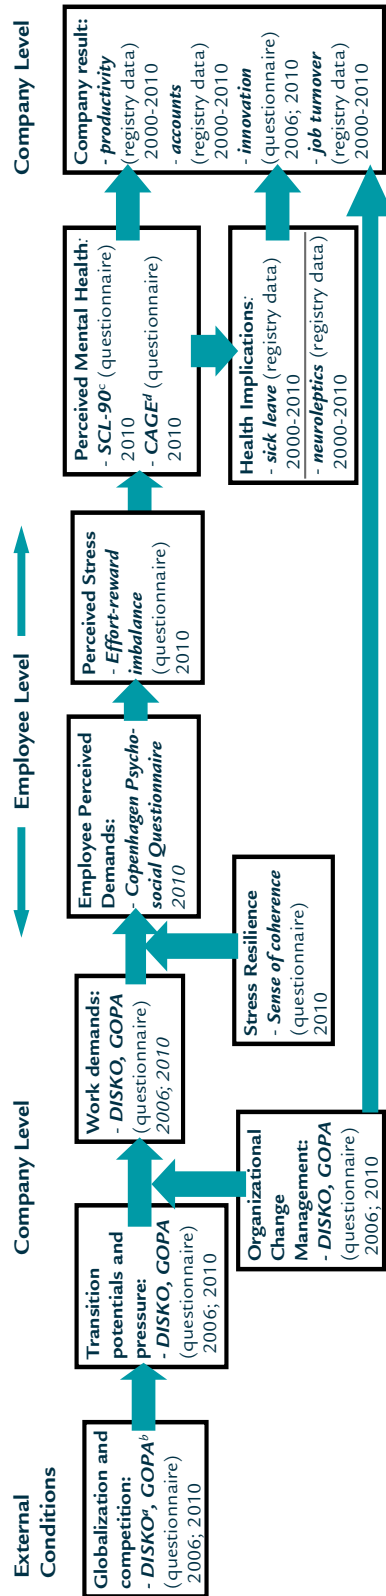 External
Conditions
Company Level
Employee Level
Company Level
Globalization and
competition:
- DISKOa, GOPAb
(questionnaire)
2006; 2010
Transition
potentials and
pressure:
- DISKO, GOPA
(questionnaire)
2006; 2010
Work demands:
- DISKO, GOPA
(questionnaire)
2006; 2010
Employee Perceived
Demands:
- Copenhagen Psycho-
social Questionnaire
2010
Perceived Stress
- Effort-reward
imbalance
(questionnaire)
2010
Perceived Mental Health:
- SCL-90c (questionnaire)
2010
- CAGEd (questionnaire)
2010
Company result:
- productivity
(registry data)
2000-2010
- accounts
(registry data)
2000-2010
- innovation
(questionnaire)
2006; 2010
- job turnover
(registry data)
2000-2010
Organizational
Change
Management:
- DISKO, GOPA
(questionnaire)
2006; 2010
Stress Resilience
- Sense of coherence
(questionnaire)
2010
Health Implications:
- sick leave (registry data)
2000-2010
- neuroleptics (registry data)
2000-2010